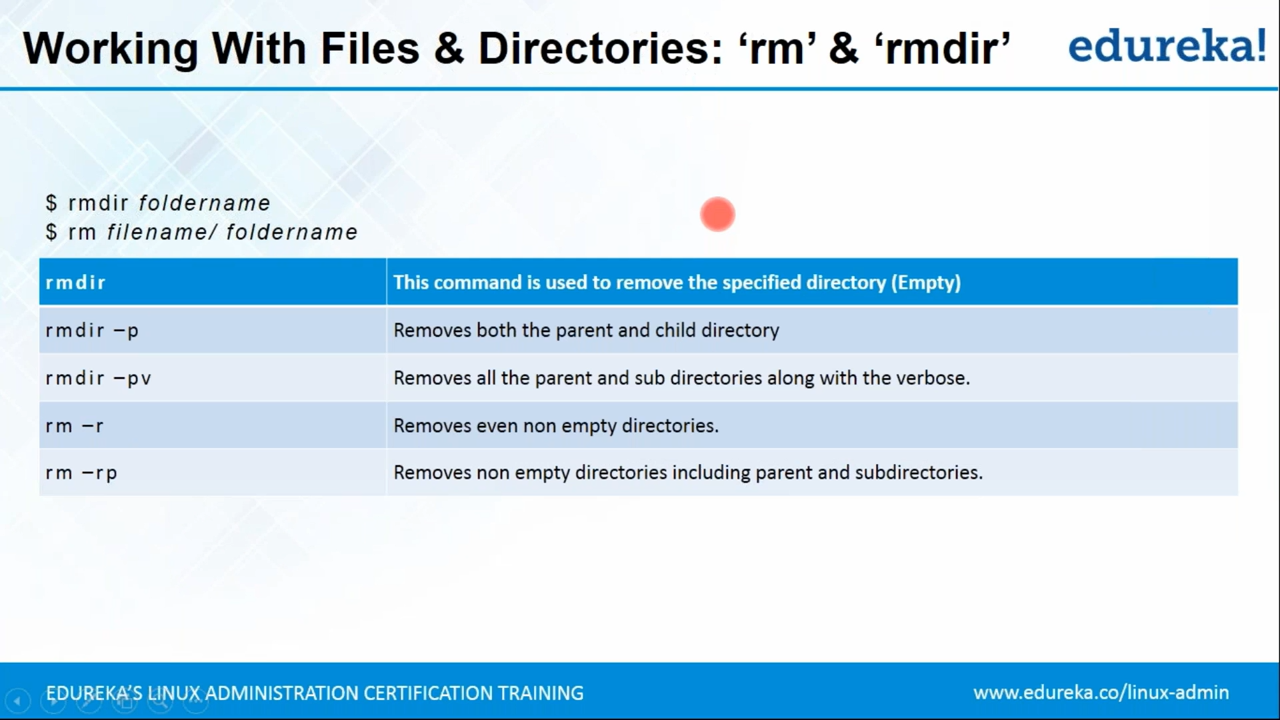 Working With Files & Directories: ‘rm’ & ‘rmdir’
edureka!
$ rmdir foldername
$ rm filename/ foldername
rmdir This command is used to remove the specified directory (Empty)
rmdir –p Removes both the parent and child directory
rmdir –pv Removes all the parent and sub directories along with the verbose.
rm –r Removes even non empty directories.
rm –rp Removes non empty directories including parent and subdirectories.
EDUREKA'S LINUX ADMINISTRATION CERTIFICATION TRAINING
www.edureka.co/linux-admin